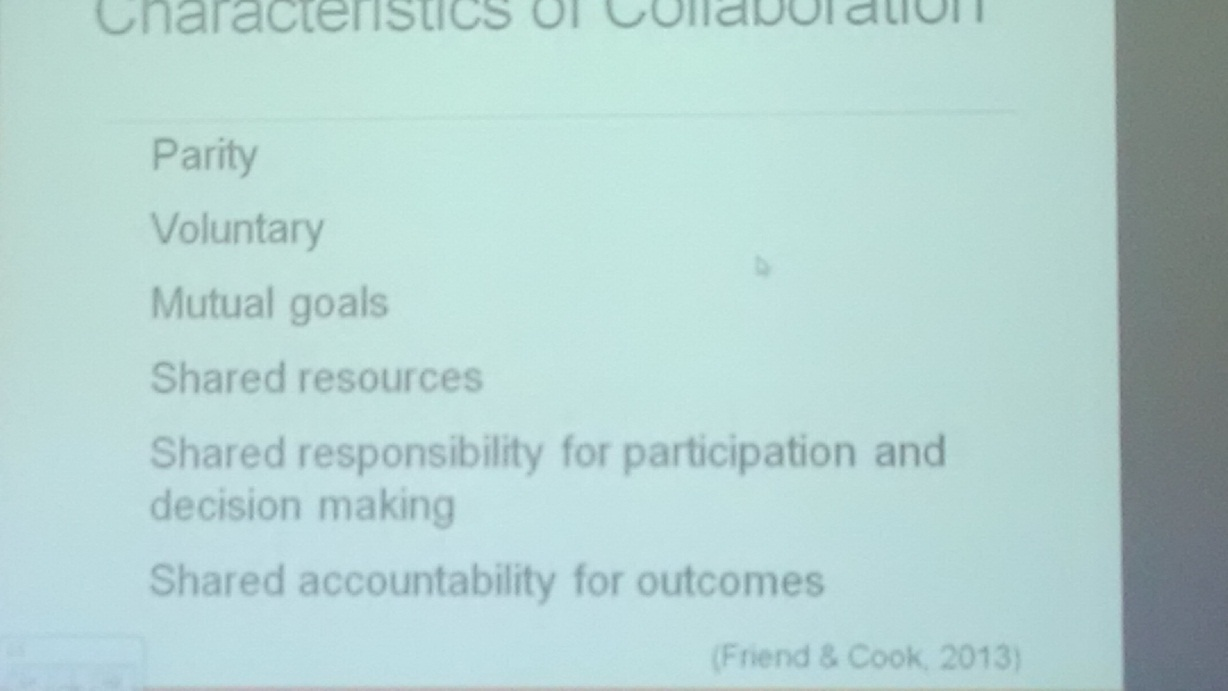 Characteristics of Collaboration
Parity
Voluntary
Mutual goals
Shared resources
Shared responsibility for participation and
decision making
Shared accountability for outcomes
(Friend & Cook, 2013)